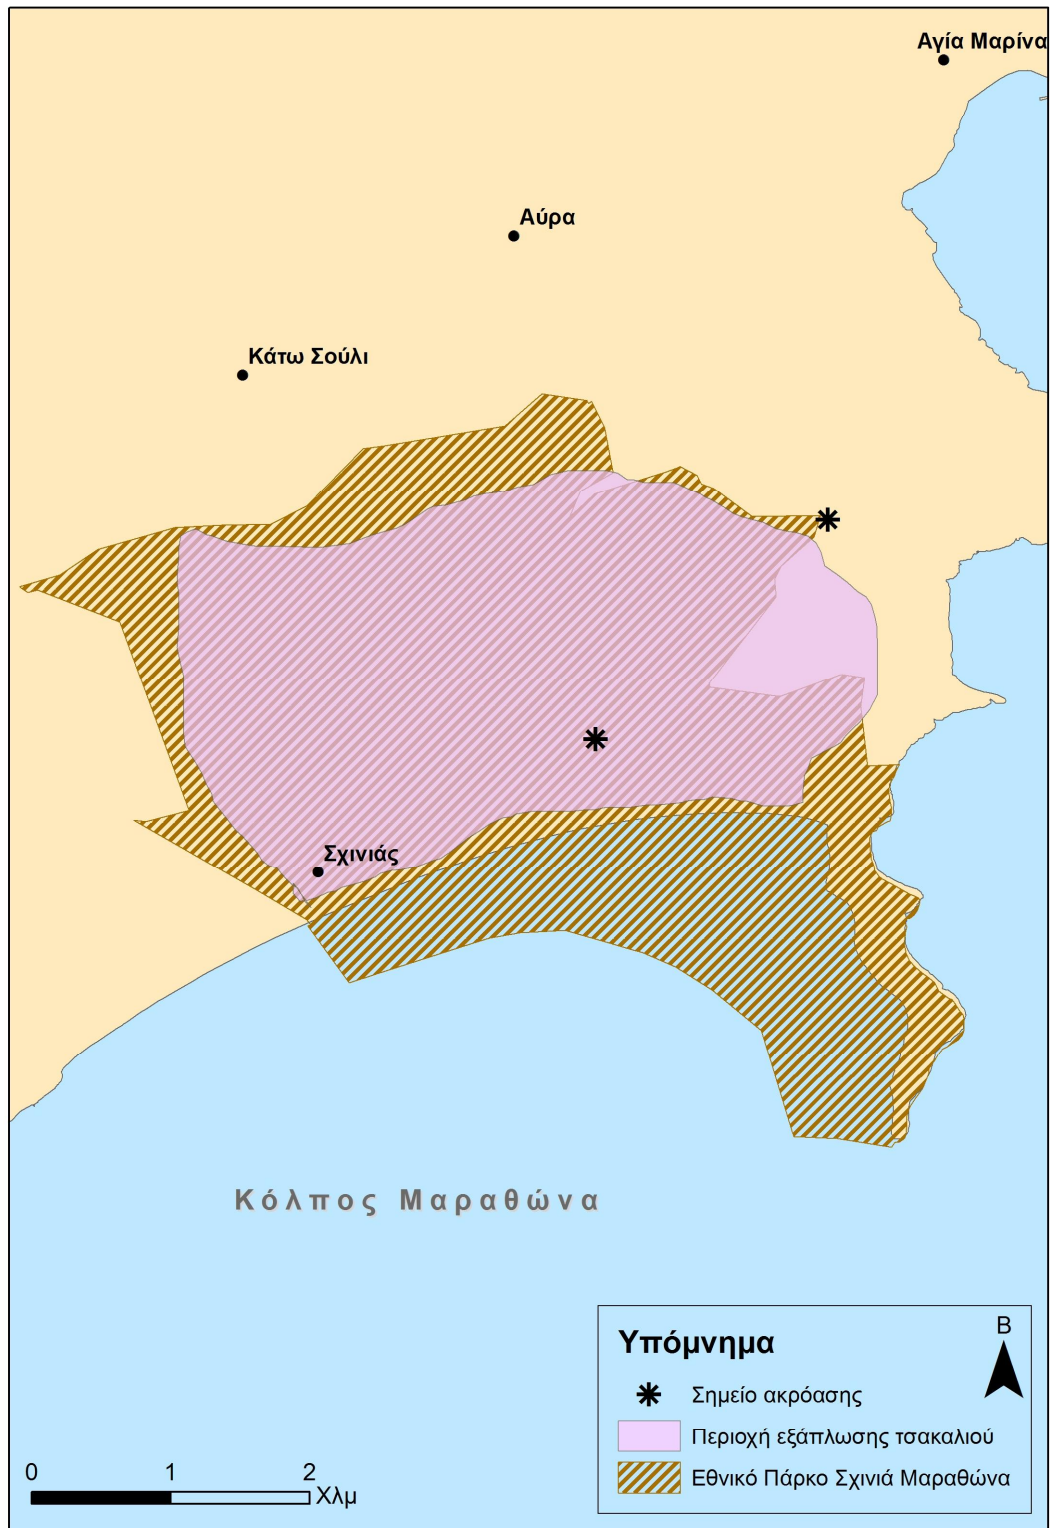 Αγία Μαρίνα
Αύρα
Κάτω Σούλι
Σχινιάς
Κόλπος Μαραθώνα
Υπόμνημα
Β
Σημείο ακρόασης
Περιοχή εξάπλωσης τσακαλιού
Εθνικό Πάρκο Σχινιά Μαραθώνα
0 1 2
Χλμ